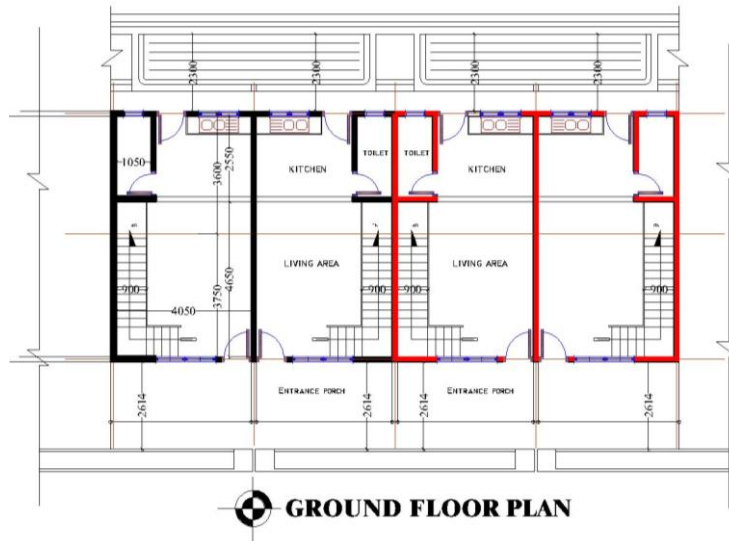 2300 2300 2300 2300
TOILET TOILET
1050 3600 2550 KITCHEN KITCHEN
LIVING AREA LIVING AREA
900 4050 3750 4650 900 900 900
ENTRANCE PORCH ENTRANCE PORCH
2614 2614 2614 2614
GROUND FLOOR PLAN